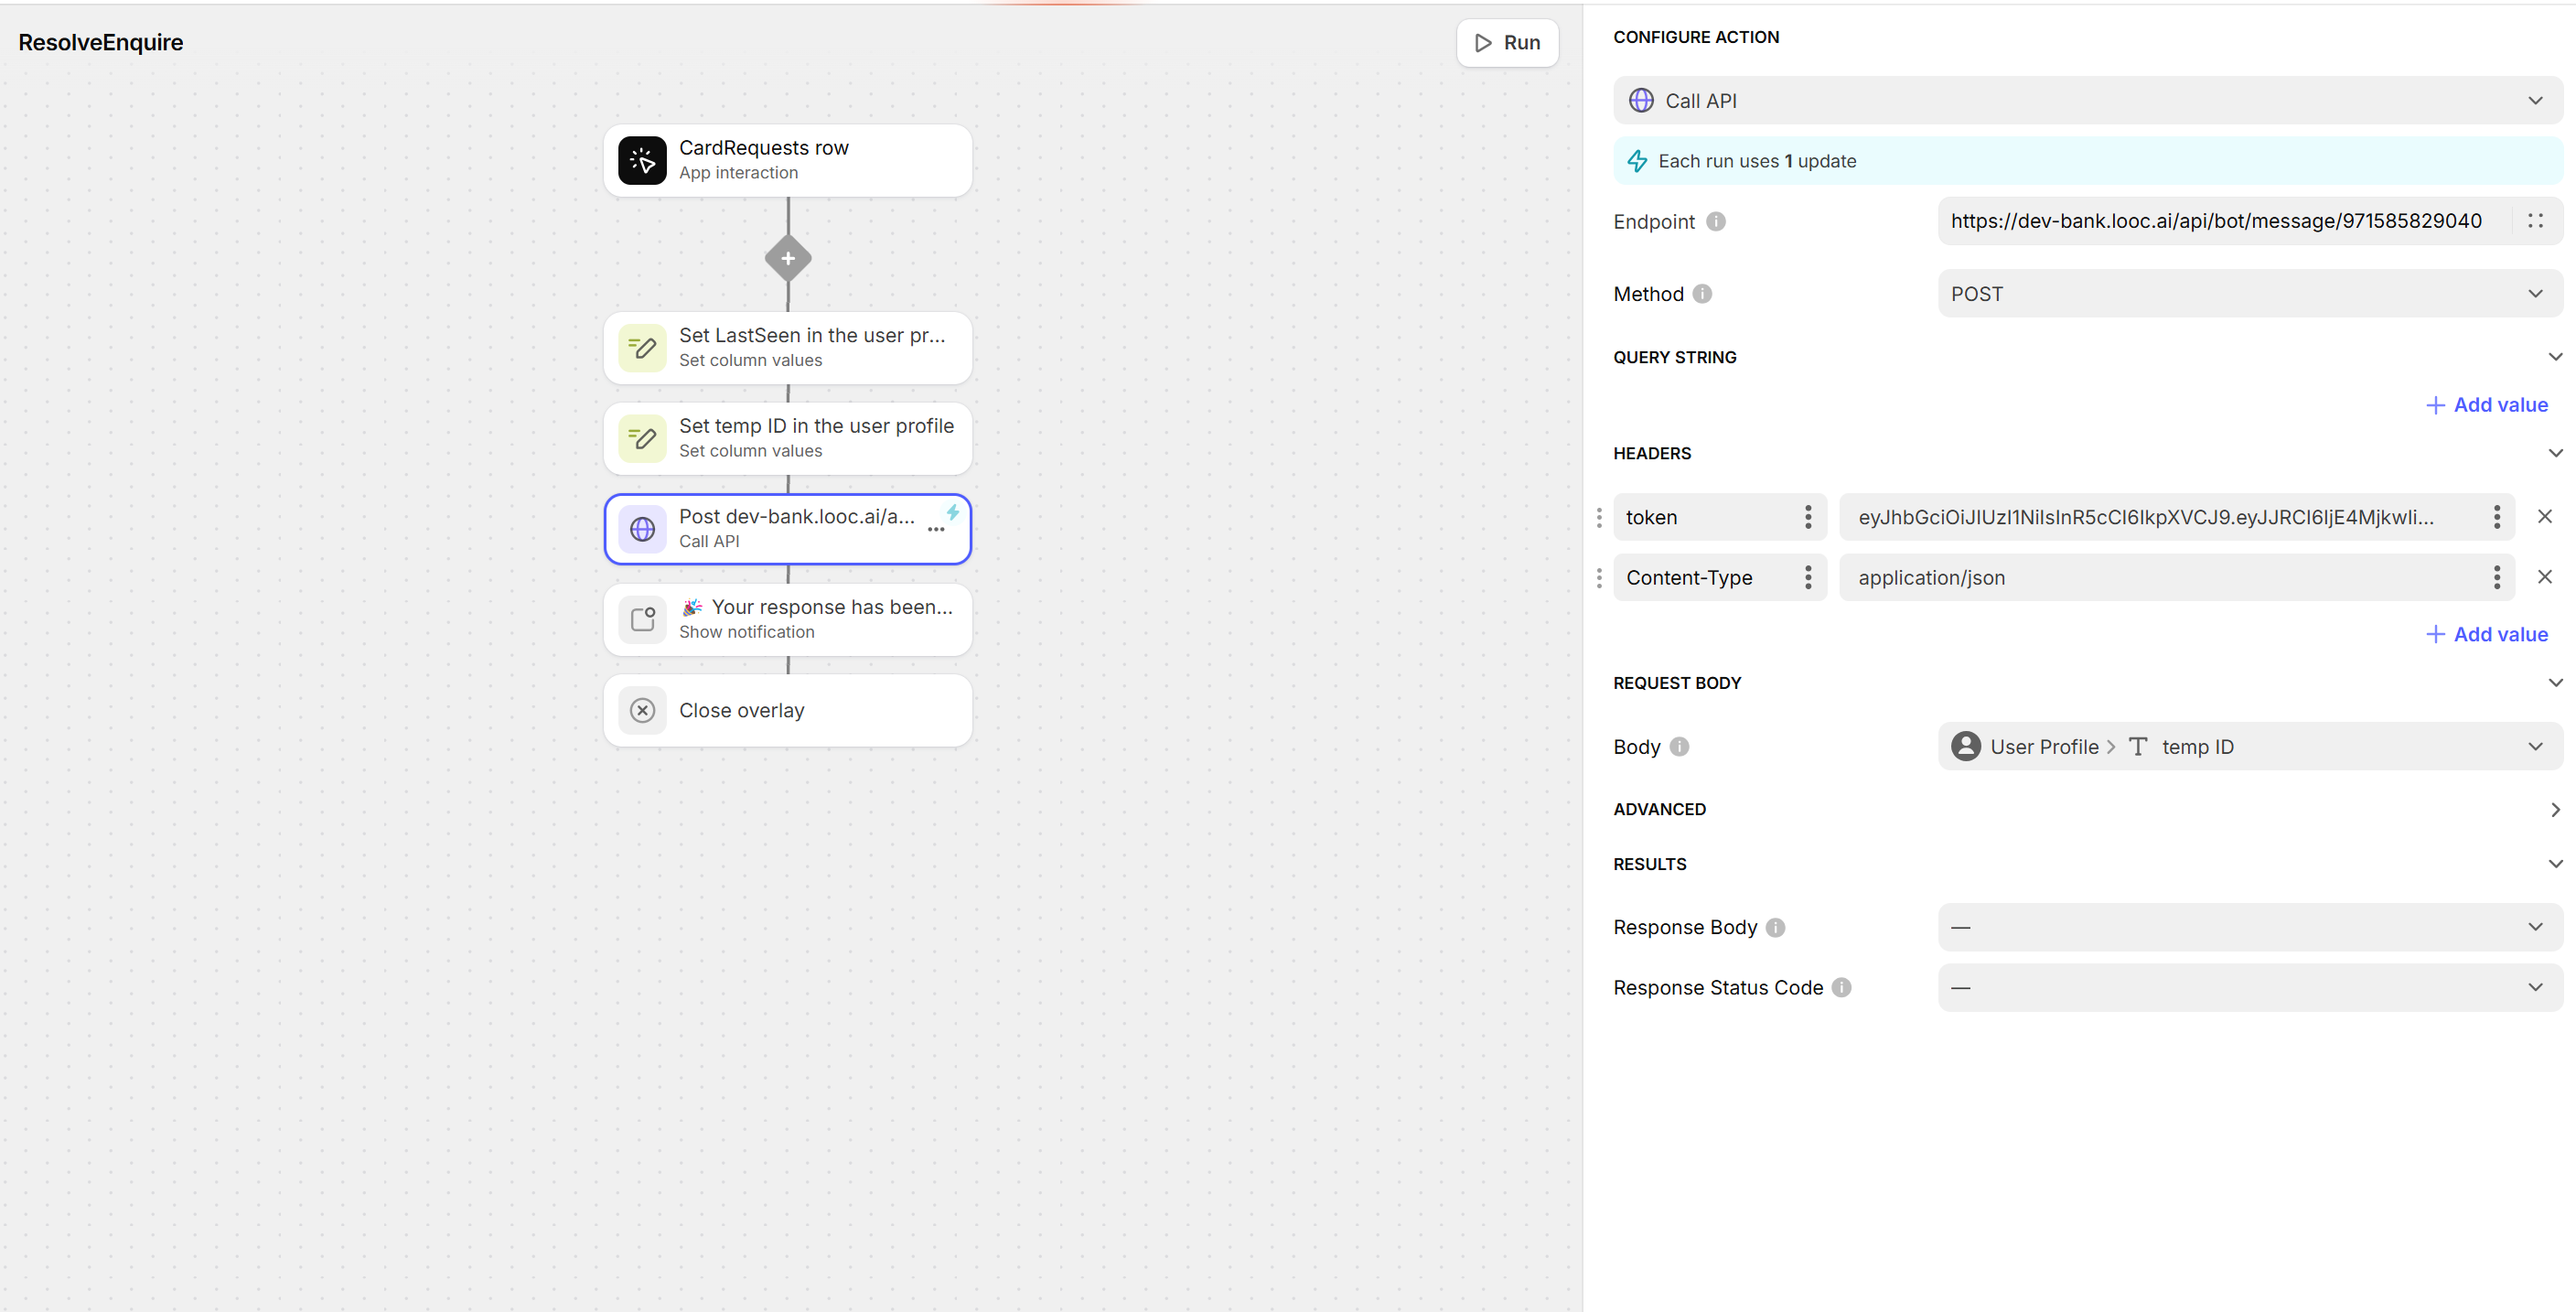 ResolveEnquire
Run
CardRequests row
App interaction
Set LastSeen in the user pr...
Set column values
Set temp ID in the user profile
Set column values
Post dev-bank.looc.ai/a...
Call API
🎉 Your response has been...
Show notification
Close overlay
CONFIGURE ACTION
Call API
Each run uses 1 update
Endpoint
https://dev-bank.looc.ai/api/bot/message/971585829040
Method
POST
QUERY STRING
Add value
HEADERS
token
eyJhbGciOiJIUzI1NiIsInR5cCI6IkpXVCJ9.eyJJRCI6IjE4MjkwIi...
Content-Type
application/json
Add value
REQUEST BODY
Body
User Profile > temp ID
ADVANCED
RESULTS
Response Body
—
Response Status Code
—